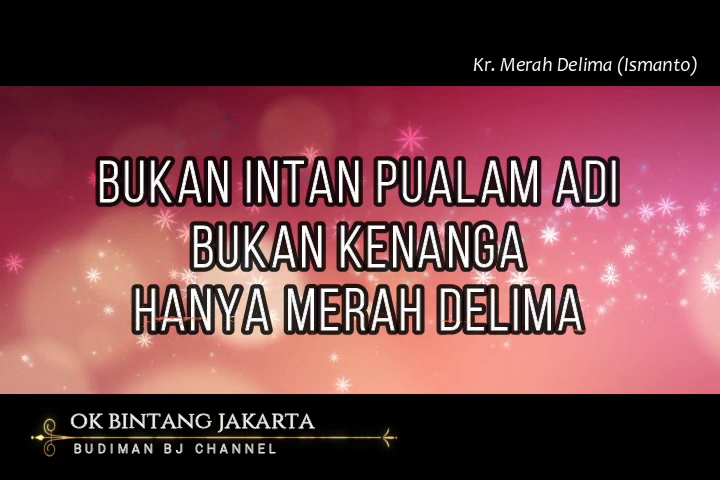 Kr. Merah Delima (Ismanto)
BUKAN INTAN PUALAM ADI
BUKAN KENANGA
HANYA MERAH DELIMA
OK BINTANG JAKARTA
BUDIMAN BJ CHANNEL